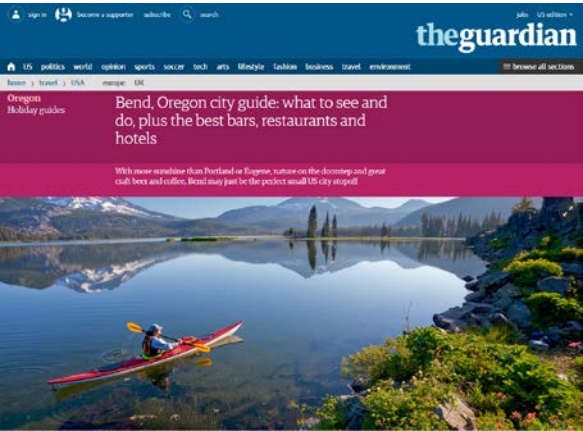 sign in become a supporter subscribe search jobs US edition
theguardian
US politics world opinion sports soccer tech arts lifestyle fashion business travel environment browse all sections
home › travel › USA europe UK
Oregon
Holiday guides
Bend, Oregon city guide: what to see and
do, plus the best bars, restaurants and
hotels
With more sunshine than Portland or Eugene, nature on the doorstep and great
craft beer and coffee, Bend may just be the perfect small US city stopoff